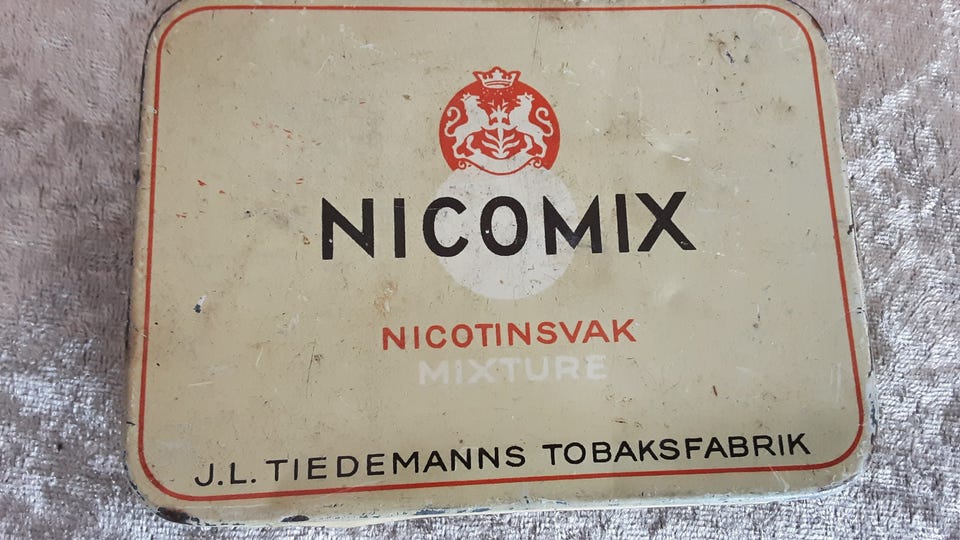 NICOMIX
NICOTINSVAK
MIXTURE
J.L. TIEDEMANNS TOBAKSFABRIK